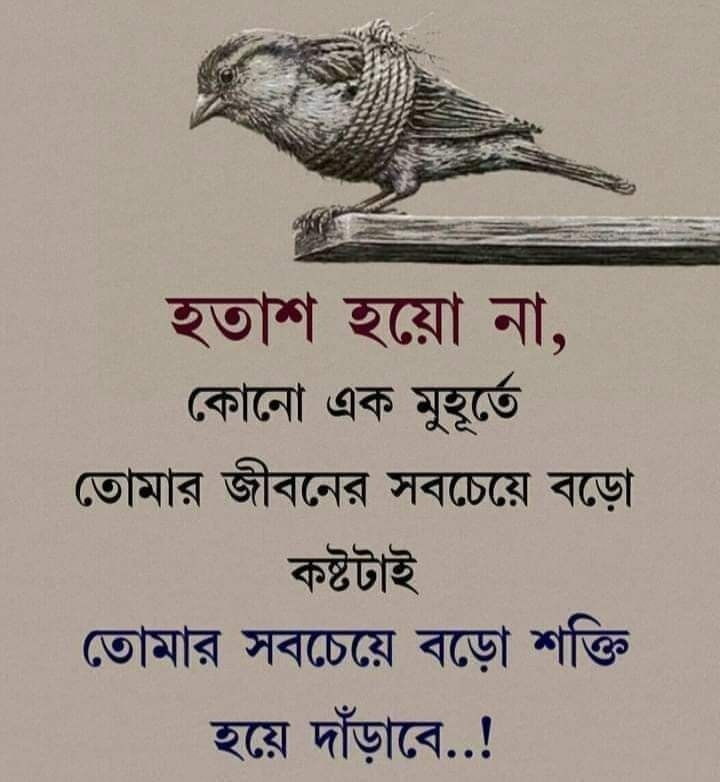 হতাশ হয়ো না,
কোনো এক মুহূর্তে
তোমার জীবনের সবচেয়ে বড়ো
কষ্টটাই
তোমার সবচেয়ে বড়ো শক্তি
হয়ে দাঁড়াবে..!